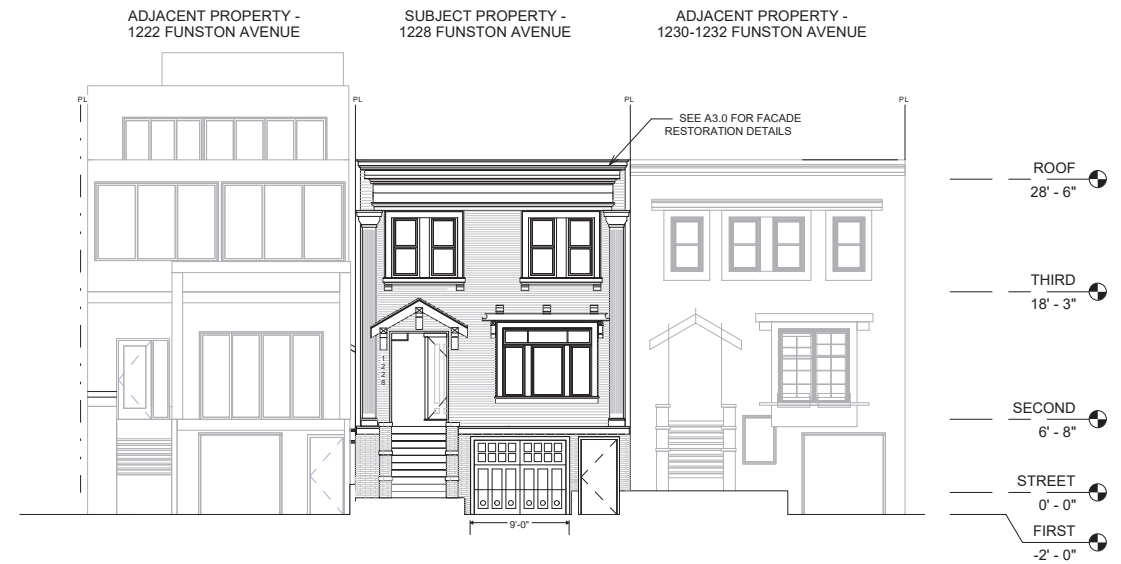 ADJACENT PROPERTY -
1222 FUNSTON AVENUE
SUBJECT PROPERTY -
1228 FUNSTON AVENUE
ADJACENT PROPERTY -
1230-1232 FUNSTON AVENUE
PL
PL
PL
PL
SEE A3.0 FOR FACADE
RESTORATION DETAILS
ROOF
28' - 6"
THIRD
18' - 3"
1
2
2
8
SECOND
6' - 8"
STREET
0' - 0"
9'-0"
FIRST
-2' - 0"